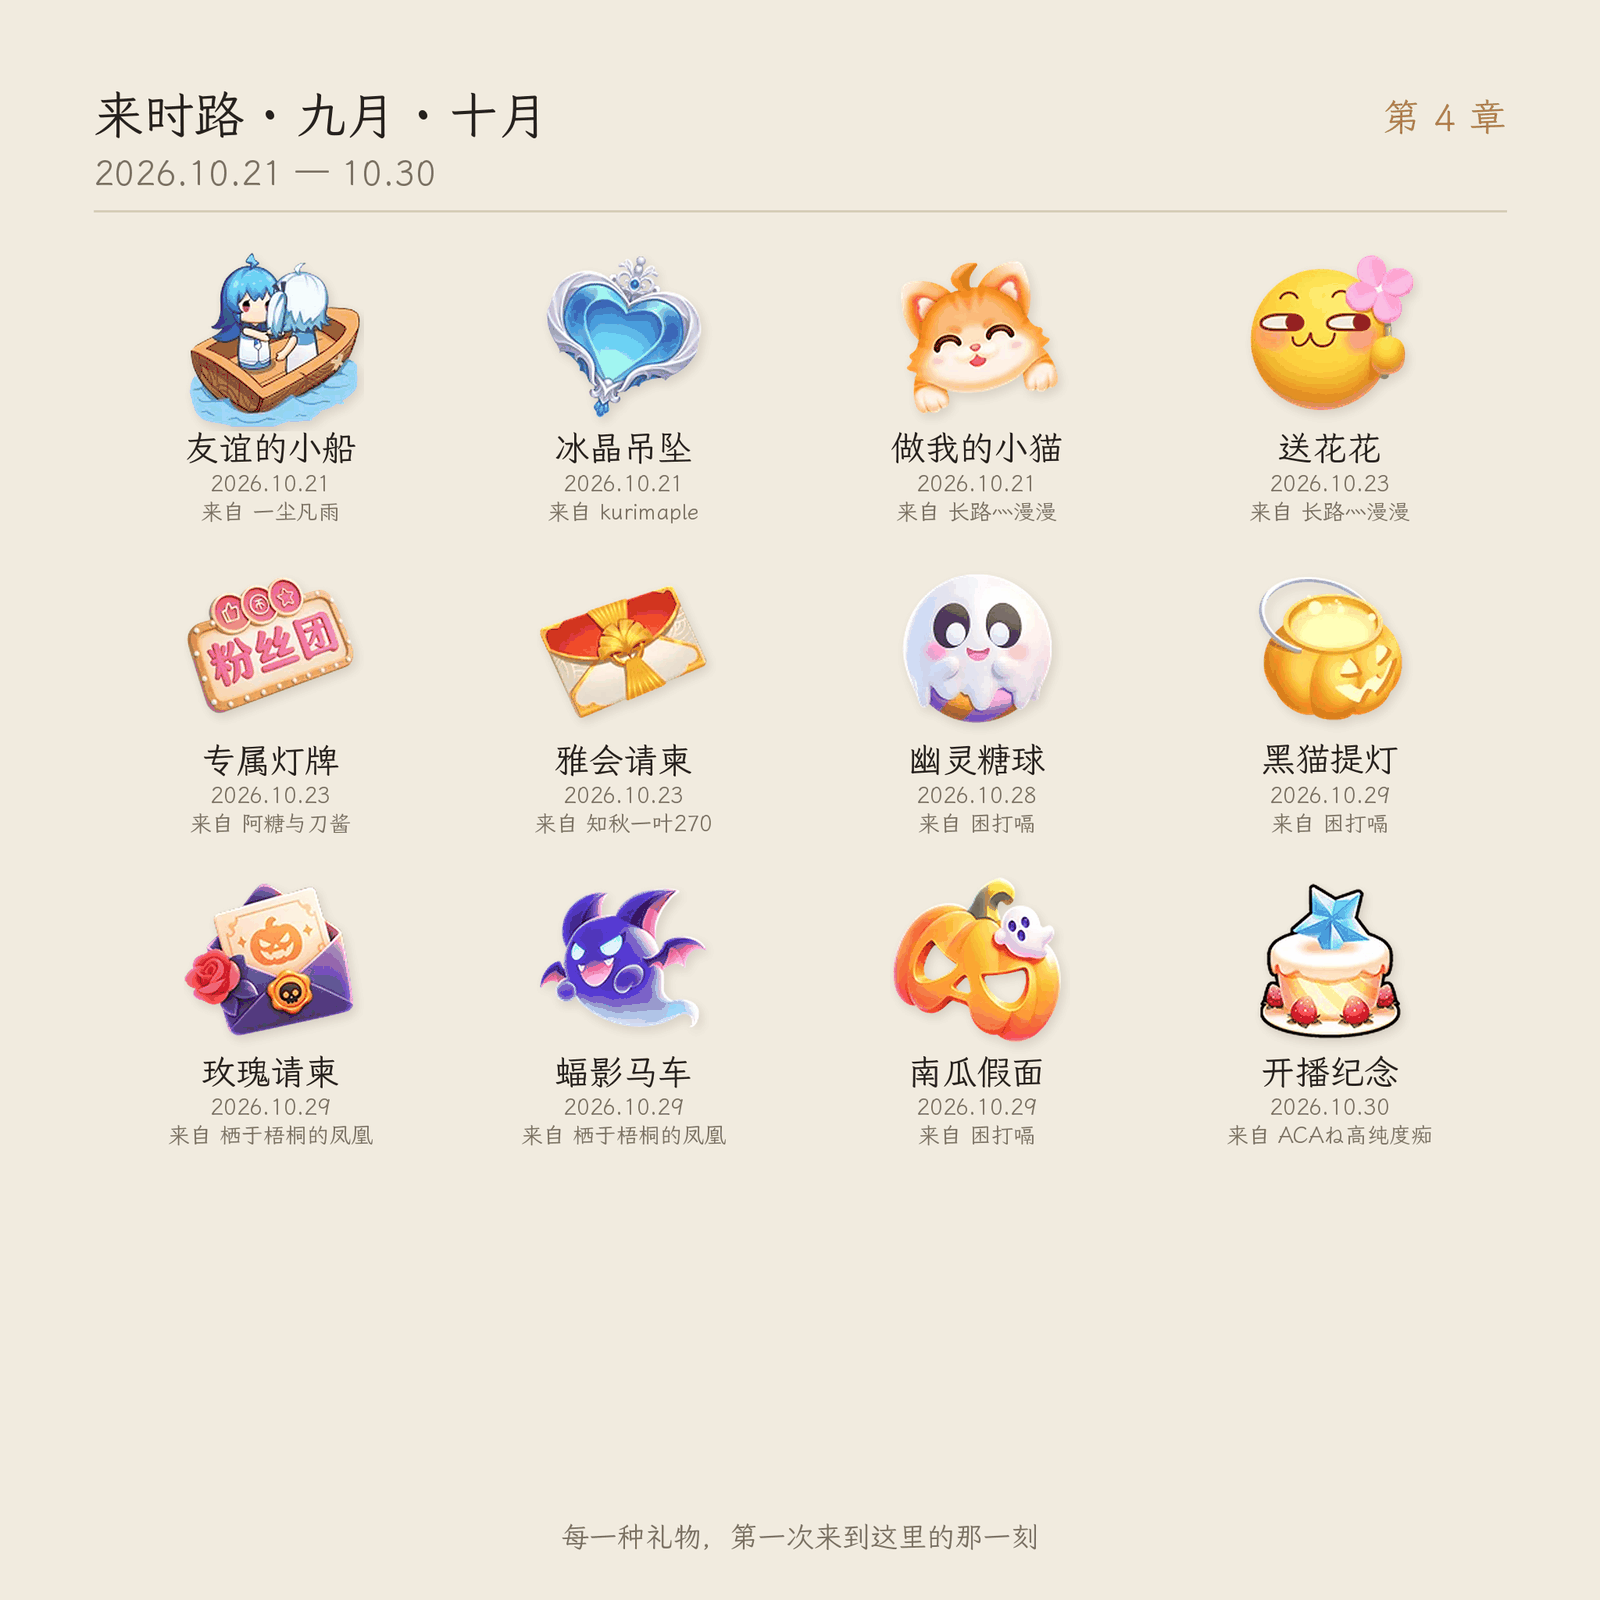 来时路·九月·十月
第 4 章
2026.10.21 — 10.30
友谊的小船
2026.10.21
来自 一尘凡雨
冰晶吊坠
2026.10.21
来自 kurimaple
做我的小猫
2026.10.21
来自 长路灬漫漫
送花花
2026.10.23
来自 长路灬漫漫
粉丝团
专属灯牌
2026.10.23
来自 阿糖与刀酱
雅会请柬
2026.10.23
来自 知秋一叶270
幽灵糖球
2026.10.28
来自 困打嗝
黑猫提灯
2026.10.29
来自 困打嗝
玫瑰请柬
2026.10.29
来自 栖于梧桐的凤凰
蝠影马车
2026.10.29
来自 栖于梧桐的凤凰
南瓜假面
2026.10.29
来自 困打嗝
开播纪念
2026.10.30
来自 ACAね高纯度痴
每一种礼物，第一次来到这里的那一刻